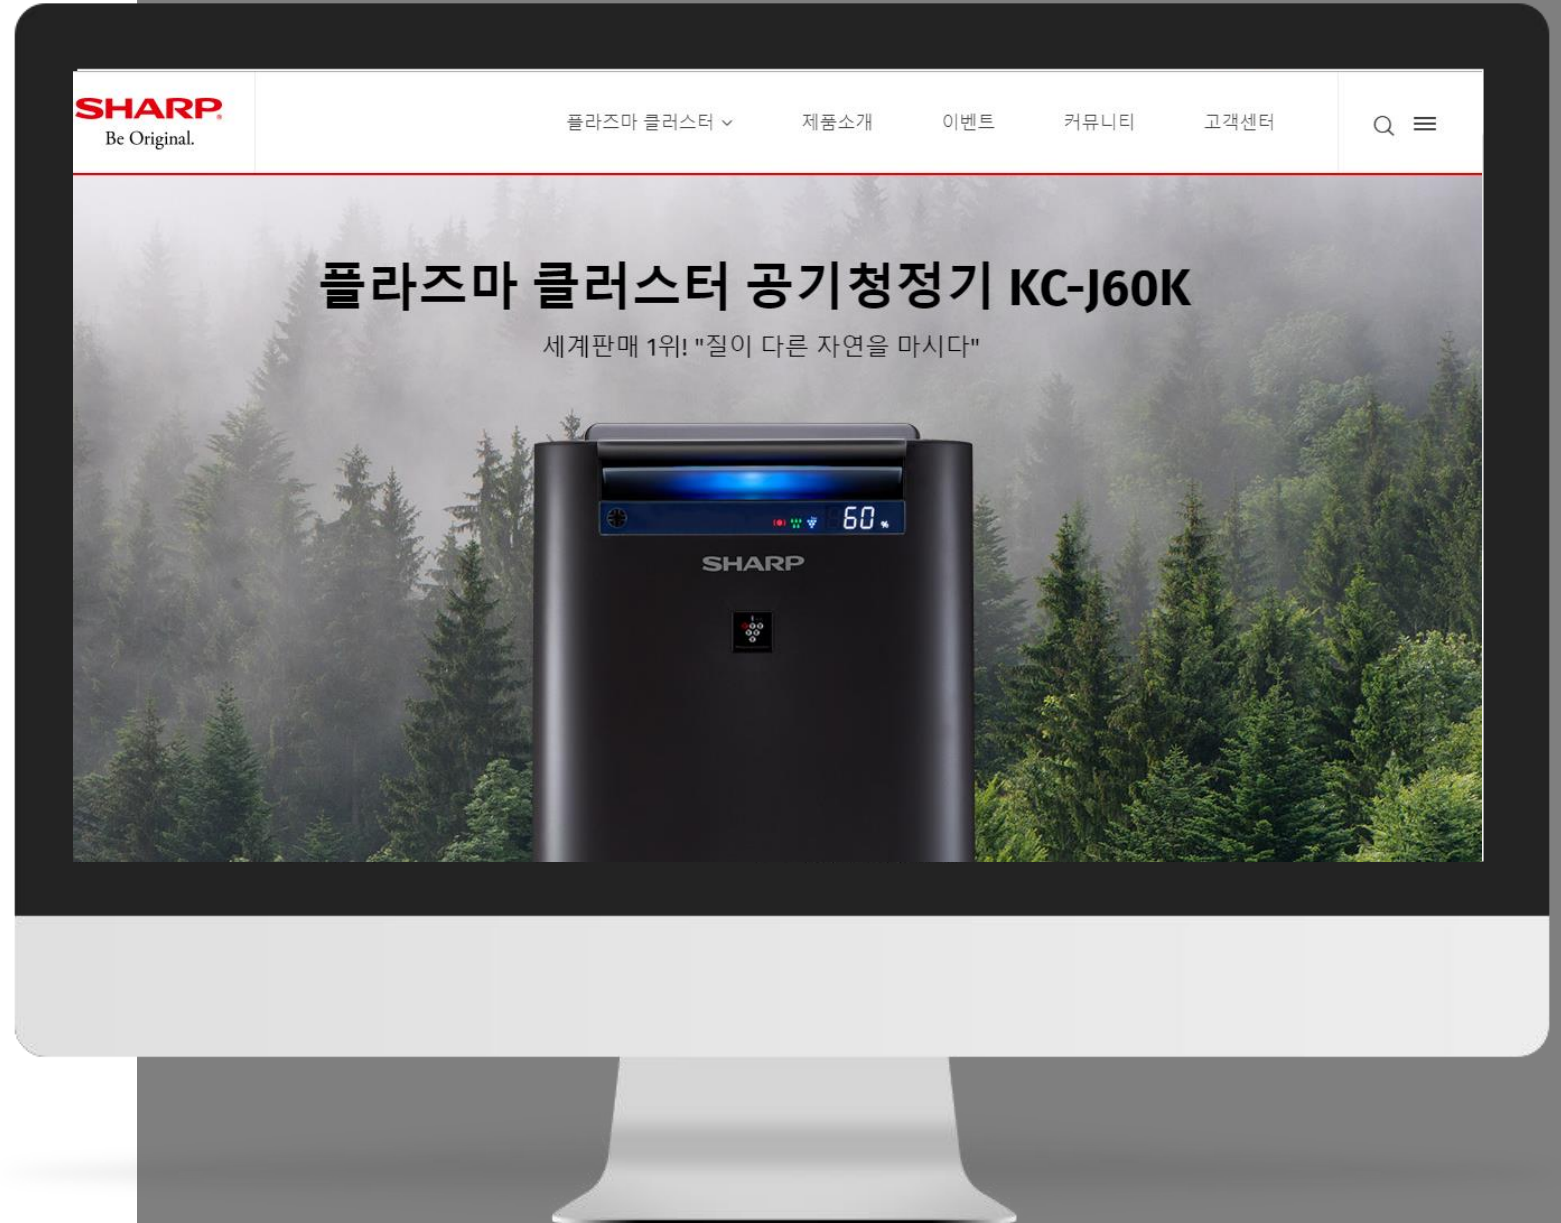 SHARP
Be Original.
플라즈마 클러스터 제품소개 이벤트 커뮤니티 고객센터
플라즈마 클러스터 공기청정기 KC-J60K
세계판매 1위! "질이 다른 자연을 마시다"
60 %
SHARP